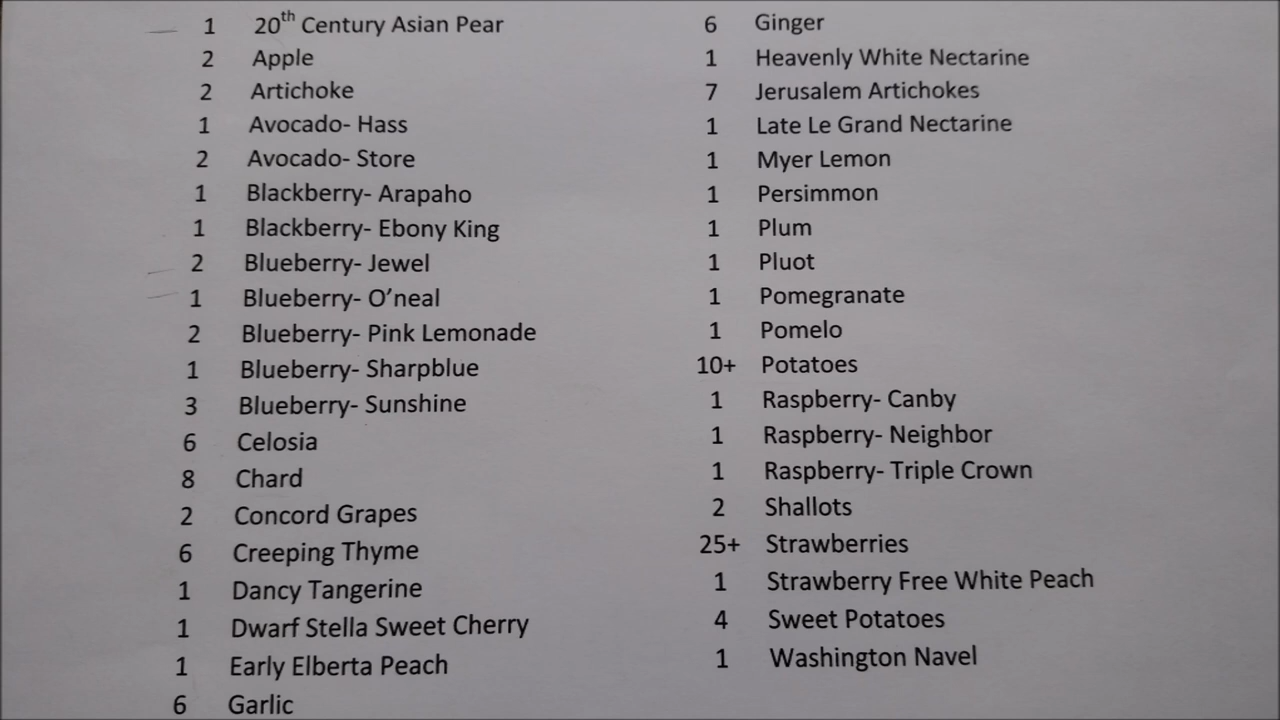 1 20th Century Asian Pear
2 Apple
2 Artichoke
1 Avocado- Hass
2 Avocado- Store
1 Blackberry- Arapaho
1 Blackberry- Ebony King
2 Blueberry- Jewel
1 Blueberry- O’neal
2 Blueberry- Pink Lemonade
1 Blueberry- Sharpblue
3 Blueberry- Sunshine
6 Celosia
8 Chard
2 Concord Grapes
6 Creeping Thyme
1 Dancy Tangerine
1 Dwarf Stella Sweet Cherry
1 Early Elberta Peach
6 Garlic
6 Ginger
1 Heavenly White Nectarine
7 Jerusalem Artichokes
1 Late Le Grand Nectarine
1 Myer Lemon
1 Persimmon
1 Plum
1 Pluot
1 Pomegranate
1 Pomelo
10+ Potatoes
1 Raspberry- Canby
1 Raspberry- Neighbor
1 Raspberry- Triple Crown
2 Shallots
25+ Strawberries
1 Strawberry Free White Peach
4 Sweet Potatoes
1 Washington Navel